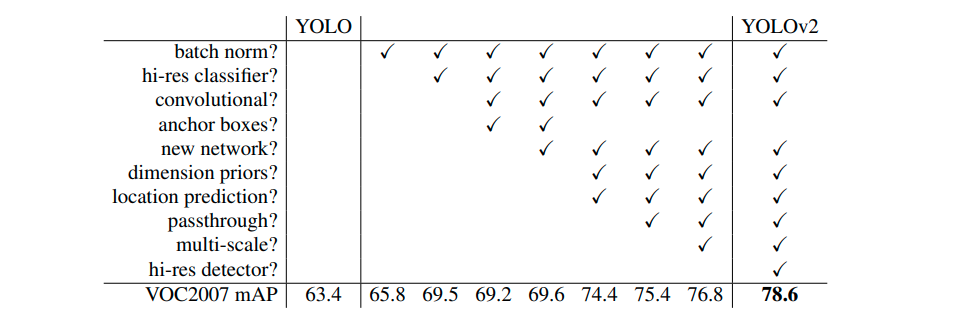 YOLO YOLOv2
batch norm? ✓ ✓ ✓ ✓ ✓ ✓ ✓ ✓
hi-res classifier? ✓ ✓ ✓ ✓ ✓ ✓ ✓
convolutional? ✓ ✓ ✓ ✓ ✓ ✓
anchor boxes? ✓ ✓
new network? ✓ ✓ ✓ ✓ ✓
dimension priors? ✓ ✓ ✓ ✓
location prediction? ✓ ✓ ✓ ✓
passthrough? ✓ ✓ ✓
multi-scale? ✓ ✓
hi-res detector? ✓
VOC2007 mAP 63.4 65.8 69.5 69.2 69.6 74.4 75.4 76.8 78.6